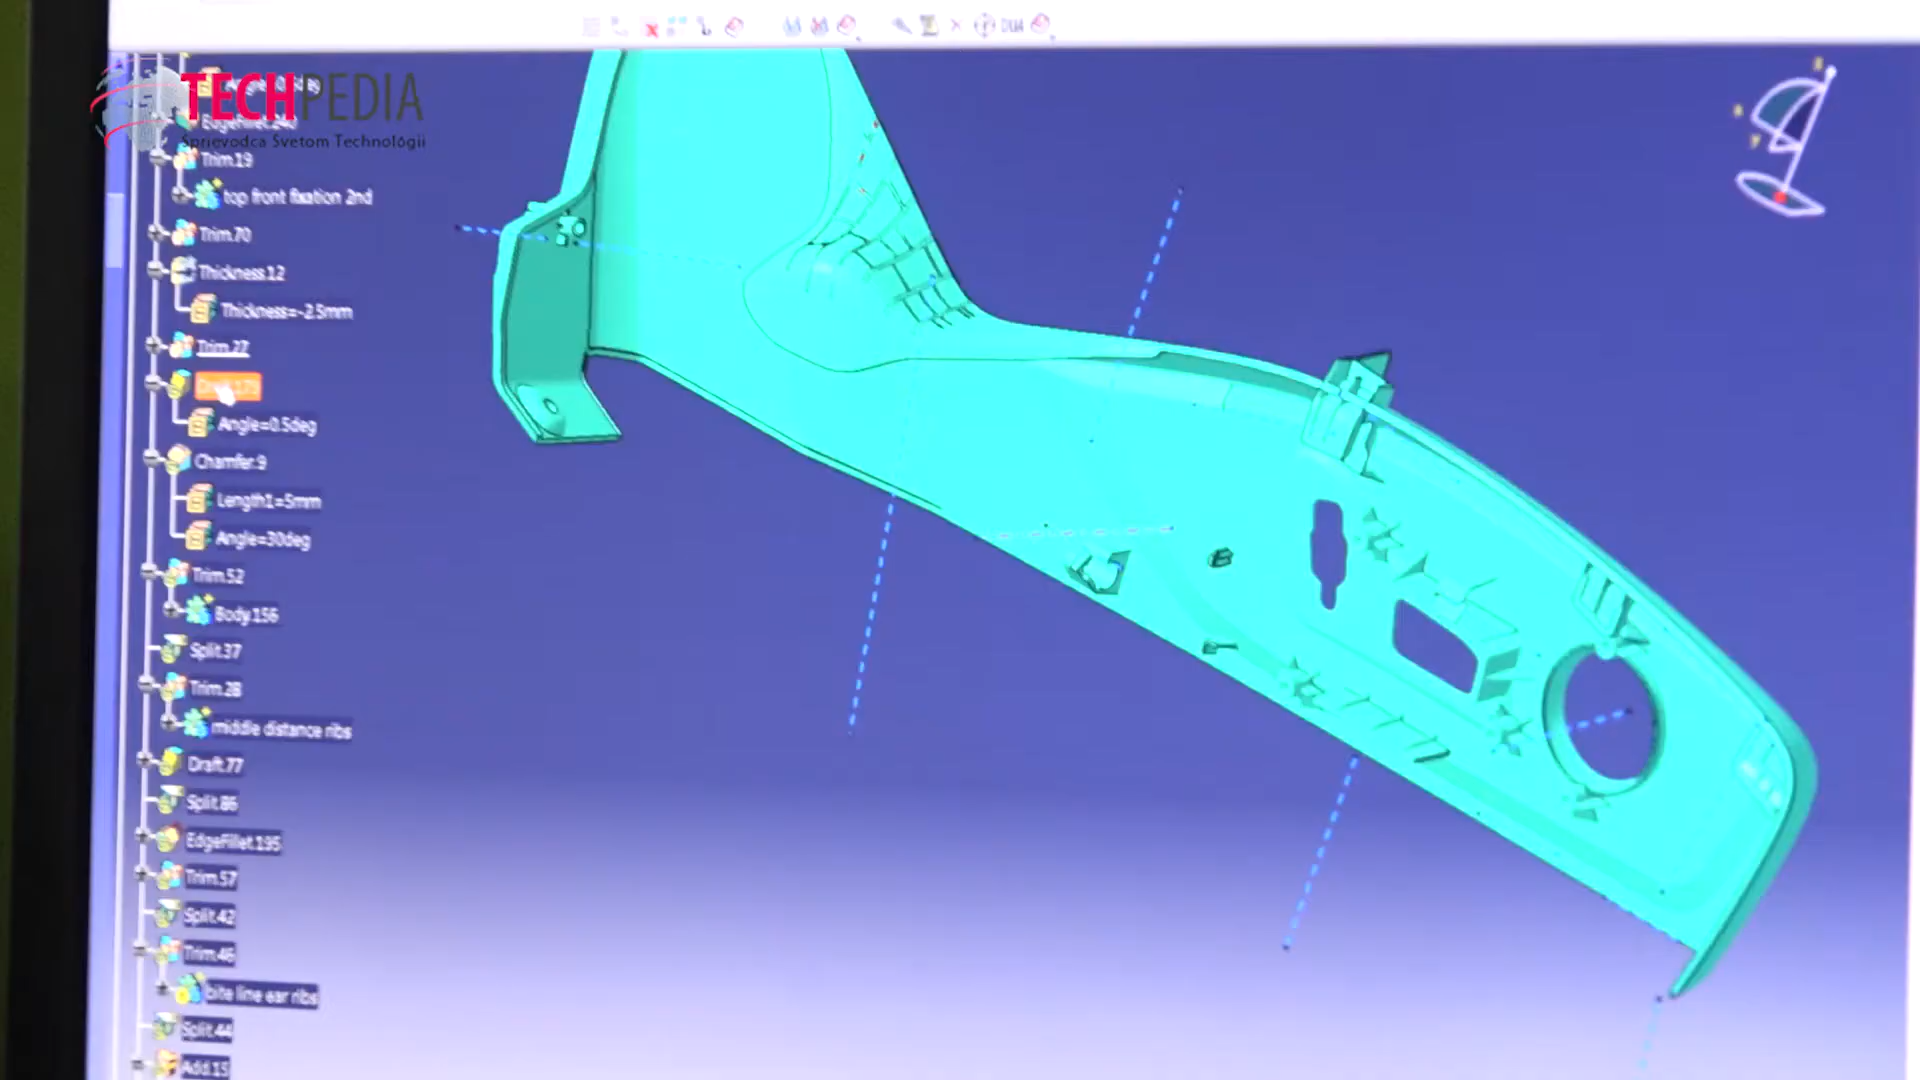 TECHPEDIA
Sprievodca Svetom Technológií
Trim.19
top front fixation 2nd
Trim.70
Thickness.12
Thickness=-2.5mm
Trim.27
Angle=0.5deg
Chamfer.9
Length1=5mm
Angle=30deg
Trim.52
Body.156
Split.37
Trim.28
middle distance ribs
Draft.77
Split.86
EdgeFillet.195
Trim.57
Split.42
Trim.46
bite line ear ribs
Split.44
Add.15